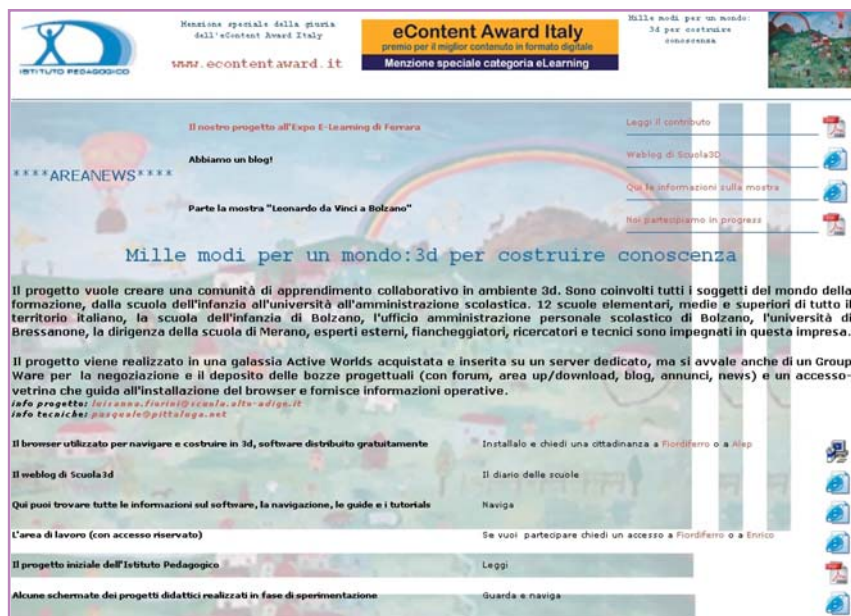 Menzione speciale della giuria
dell'eContent Award Italy
www.econtentaward.it
eContent Award Italy
premio per il miglior contenuto in formato digitale
Menzione speciale categoria eLearning
Mille modi per un mondo:
3d per costruire
conoscenza
ISTITUTO PEDAGOGICO
Il nostro progetto all'Expo E-Learning di Ferrara
Leggi il contributo
Abbiamo un blog!
Weblog di Scuola3D
****AREANEWS****
Qui le informazioni sulla mostra
Parte la mostra "Leonardo da Vinci a Bolzano"
Noi partecipiamo in progress
Mille modi per un mondo:3d per costruire conoscenza
Il progetto vuole creare una comunità di apprendimento collaborativo in ambiente 3d. Sono coinvolti tutti i soggetti del mondo della
formazione, dalla scuola dell'infanzia all'università all'amministrazione scolastica. 12 scuole elementari, medie e superiori di tutto il
territorio italiano, la scuola dell'infanzia di Bolzano, l'ufficio amministrazione personale scolastico di Bolzano, l'università di
Bressanone, la dirigenza della scuola di Merano, esperti esterni, fiancheggiatori, ricercatori e tecnici sono impegnati in questa impresa.
Il progetto viene realizzato in una galassia Active Worlds acquistata e inserita su un server dedicato, ma si avvale anche di un Group
Ware per la negoziazione e il deposito delle bozze progettuali (con forum, area up/download, blog, annunci, news) e un accesso-
vetrina che guida all'installazione del browser e fornisce informazioni operative.
info progetto: luisanna.fiorini@scuola.alto-adige.it
info tecniche: pasquale@pittaluga.net
Il browser utilizzato per navigare e costruire in 3d, software distribuito gratuitamente
Installalo e chiedi una cittadinanza a Fiordiferro o a Alep
Il weblog di Scuola3d
Il diario delle scuole
Qui puoi trovare tutte le informazioni sul software, la navigazione, le guide e i tutorials
Naviga
L'area di lavoro (con accesso riservato)
Se vuoi partecipare chiedi un accesso a Fiordiferro o a Enrico
Il progetto iniziale dell'Istituto Pedagogico
Leggi
Alcune schermate dei progetti didattici realizzati in fase di sperimentazione
Guarda e naviga